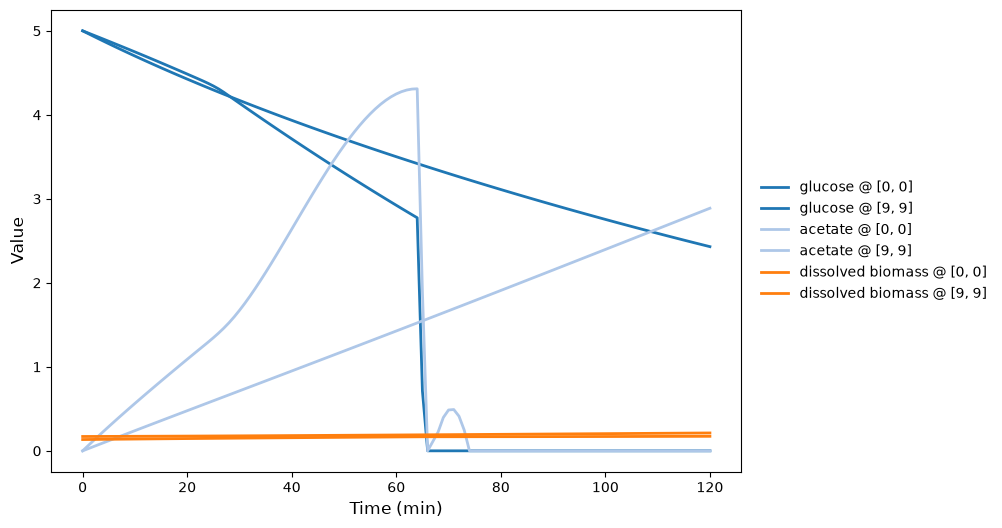 5
4
3
2
1
0
Value
0 20 40 60 80 100 120
Time (min)
glucose @ [0, 0]
glucose @ [9, 9]
acetate @ [0, 0]
acetate @ [9, 9]
dissolved biomass @ [0, 0]
dissolved biomass @ [9, 9]